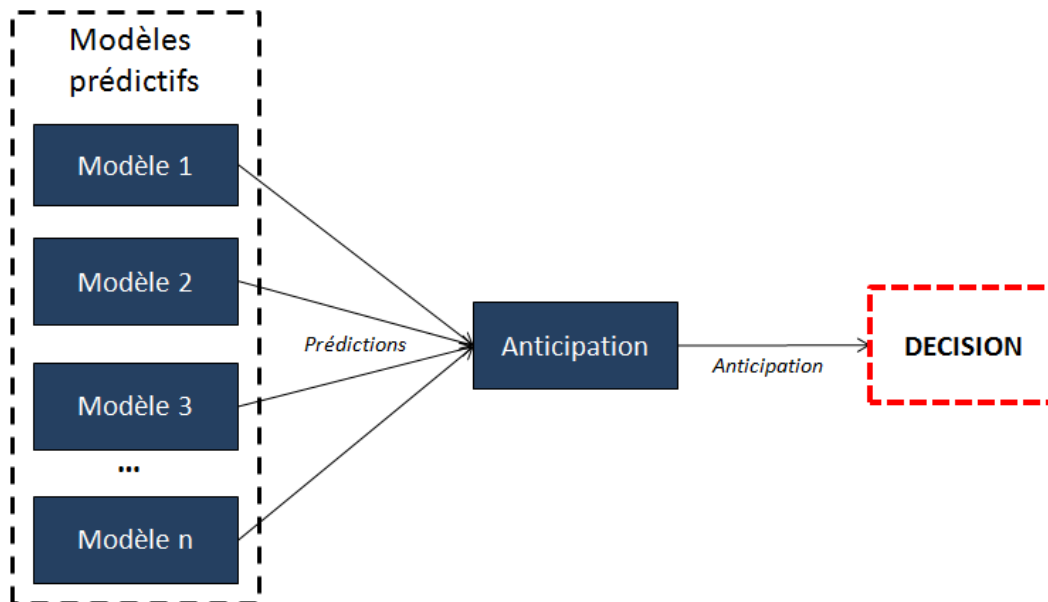 Modèles
prédictifs
Modèle 1
Modèle 2
Modèle 3
...
Modèle n
Prédictions
Anticipation
Anticipation
DECISION